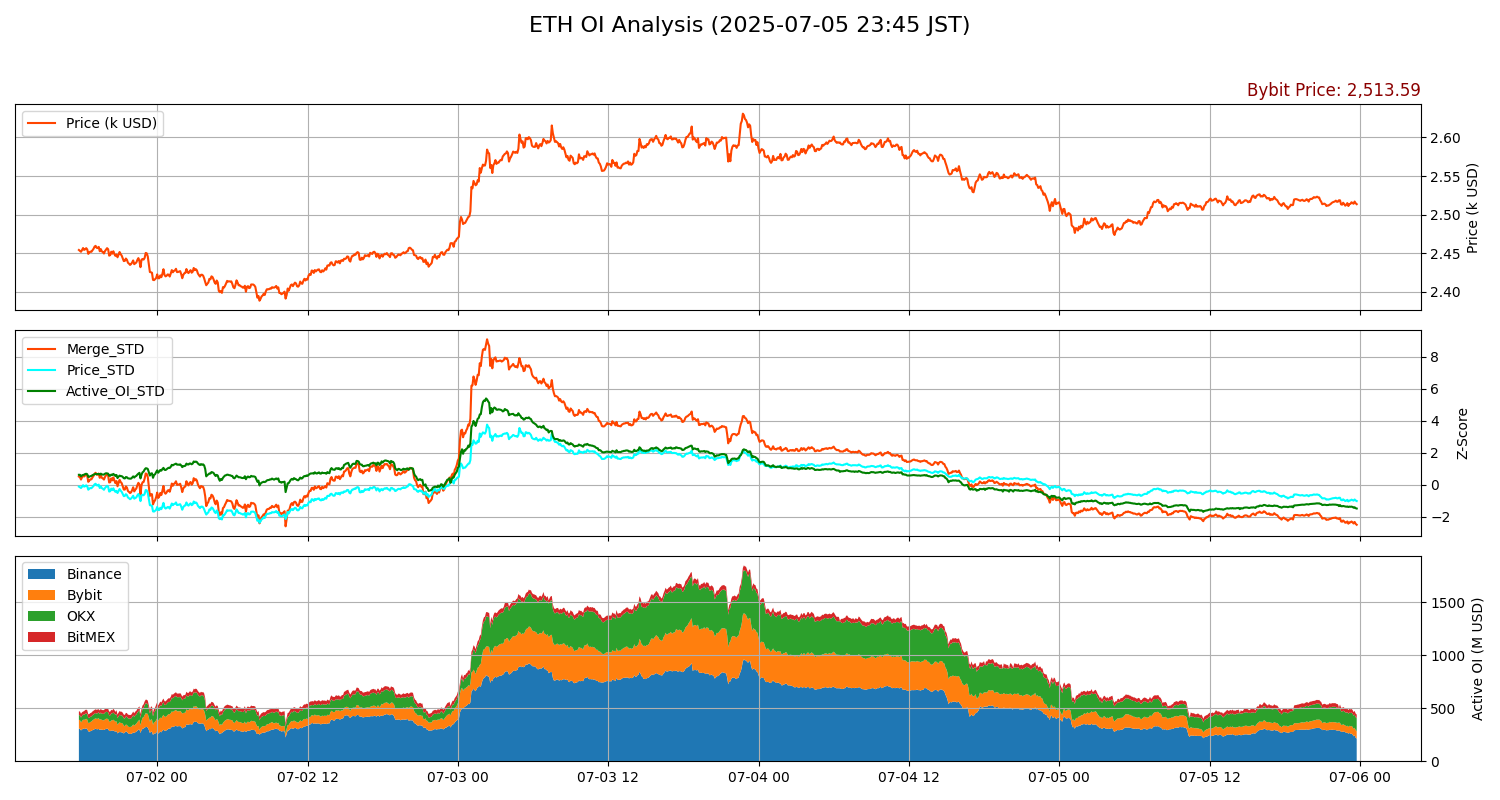 ETH OI Analysis (2025-07-05 23:45 JST)
Bybit Price: 2,513.59
Price (k USD)
2.60
2.55
2.50
2.45
2.40
Price (k USD)
Merge_STD
Price_STD
Active_OI_STD
8
6
4
2
0
−2
Z-Score
Binance
Bybit
OKX
BitMEX
1500
1000
500
0
Active OI (M USD)
07-02 00
07-02 12
07-03 00
07-03 12
07-04 00
07-04 12
07-05 00
07-05 12
07-06 00